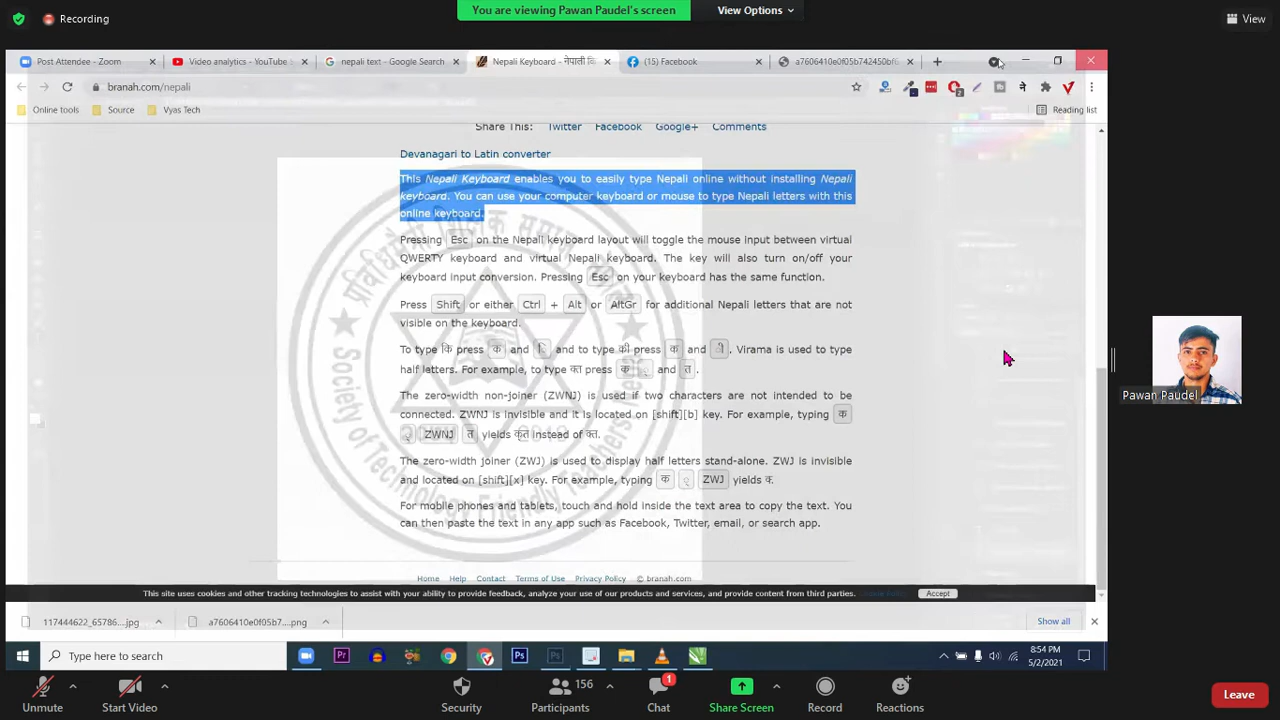 Recording
You are viewing Pawan Paudel's screen
View Options
View
Post Attendee - Zoom
Video analytics - YouTube
nepali text - Google Search
Nepali Keyboard - नेपाली कि
(15) Facebook
a7606410e0f05b742450bf
branah.com/nepali
Online tools
Source
Vyas Tech
Reading list
Share This: Twitter Facebook Google+ Comments
Devanagari to Latin converter
This Nepali Keyboard enables you to easily type Nepali online without installing Nepali
keyboard. You can use your computer keyboard or mouse to type Nepali letters with this
online keyboard.
Pressing Esc on the Nepali keyboard layout will toggle the mouse input between virtual
QWERTY keyboard and virtual Nepali keyboard. The key will also turn on/off your
keyboard input conversion. Pressing Esc on your keyboard has the same function.
Press Shift or either Ctrl + Alt or AltGr for additional Nepali letters that are not
visible on the keyboard.
To type कि press क and ि and to type की press क and ी. Virama is used to type
half letters. For example, to type क्त press क ् and त.
The zero-width non-joiner (ZWNJ) is used if two characters are not intended to be
connected. ZWNJ is invisible and it is located on [shift][b] key. For example, typing क
् ZWNJ त yields क्‌त instead of क्त.
The zero-width joiner (ZWJ) is used to display half letters stand-alone. ZWJ is invisible
and located on [shift][x] key. For example, typing क ् ZWJ yields क्‍
For mobile phones and tablets, touch and hold inside the text area to copy the text. You
can then paste the text in any app such as Facebook, Twitter, email, or search app.
Society of Technology Friendly
Home Help Contact Terms of Use Privacy Policy © branah.com
This site uses cookies and other tracking technologies to assist with your ability to provide feedback, analyze your use of our products and services, and provide content from third parties.
Accept
117444622_65786....jpg
a7606410e0f05b7....png
Show all
Type here to search
8:54 PM
5/2/2021
Pawan Paudel
Unmute
Start Video
Security
Participants 156
Chat 1
Share Screen
Record
Reactions
Leave